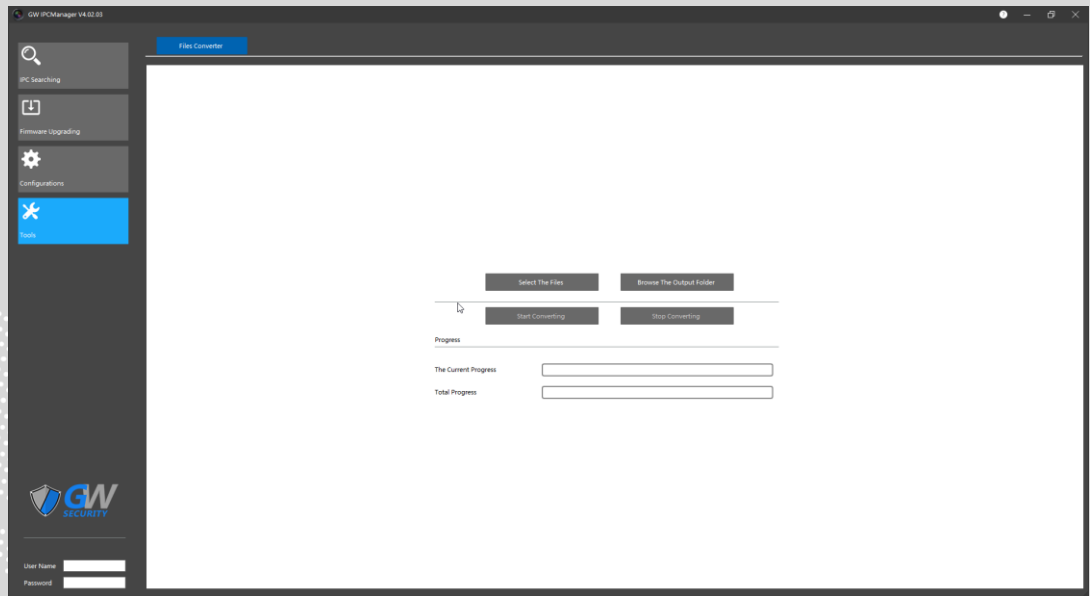 GW IPCManager V4.02.03
Files Converter
IPC Searching
Firmware Upgrading
Configurations
Tools
Select The Files
Browse The Output Folder
Start Converting
Stop Converting
Progress
The Current Progress
Total Progress
GW
SECURITY
User Name
Password